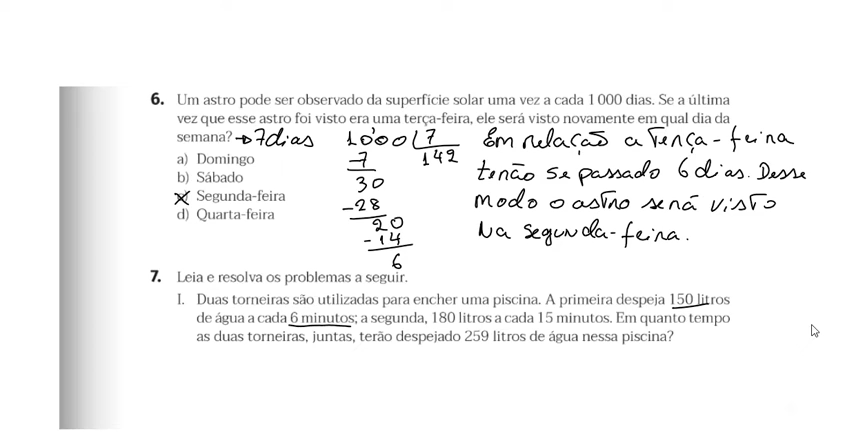 6. Um astro pode ser observado da superfície solar uma vez a cada 1 000 dias. Se a última
vez que esse astro foi visto era uma terça-feira, ele será visto novamente em qual dia da
semana? → 7 dias
a) Domingo
b) Sábado
c) Segunda-feira
d) Quarta-feira
1000 7
-7 142
30
-28
20
-14
6
Em relação a Terça-feira
terão se passado 6 dias. Desse
modo o astro será visto
Na segunda-feira.
7. Leia e resolva os problemas a seguir.
I. Duas torneiras são utilizadas para encher uma piscina. A primeira despeja 150 litros
de água a cada 6 minutos; a segunda, 180 litros a cada 15 minutos. Em quanto tempo
as duas torneiras, juntas, terão despejado 259 litros de água nessa piscina?